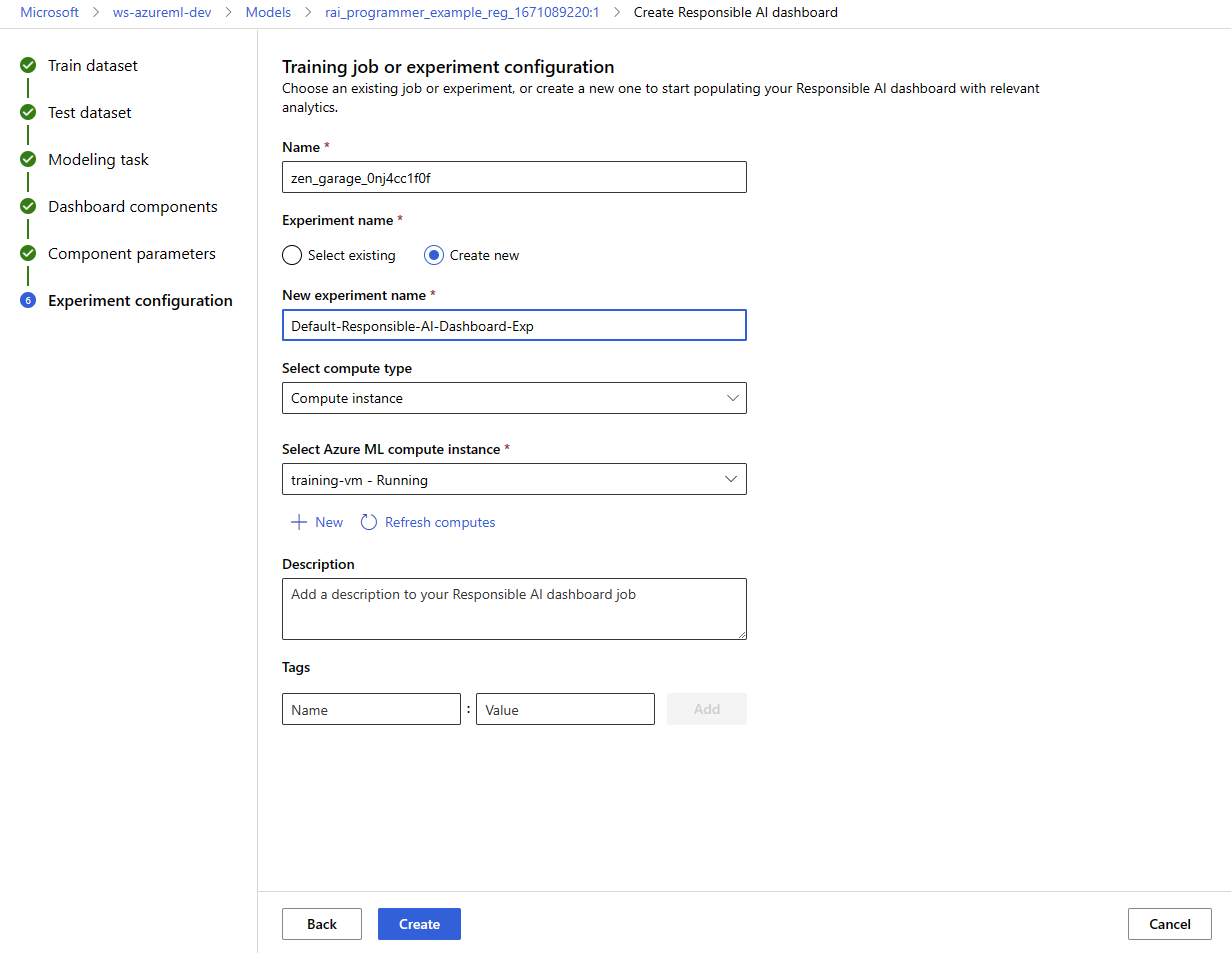 Microsoft > ws-azureml-dev > Models > rai_programmer_example_reg_1671089220:1 > Create Responsible AI dashboard
Train dataset
Test dataset
Modeling task
Dashboard components
Component parameters
6 Experiment configuration
Training job or experiment configuration
Choose an existing job or experiment, or create a new one to start populating your Responsible AI dashboard with relevant
analytics.
Name *
zen_garage_0nj4cc1f0f
Experiment name *
Select existing Create new
New experiment name *
Default-Responsible-AI-Dashboard-Exp
Select compute type
Compute instance
Select Azure ML compute instance *
training-vm - Running
New Refresh computes
Description
Add a description to your Responsible AI dashboard job
Tags
Name : Value Add
Back Create Cancel